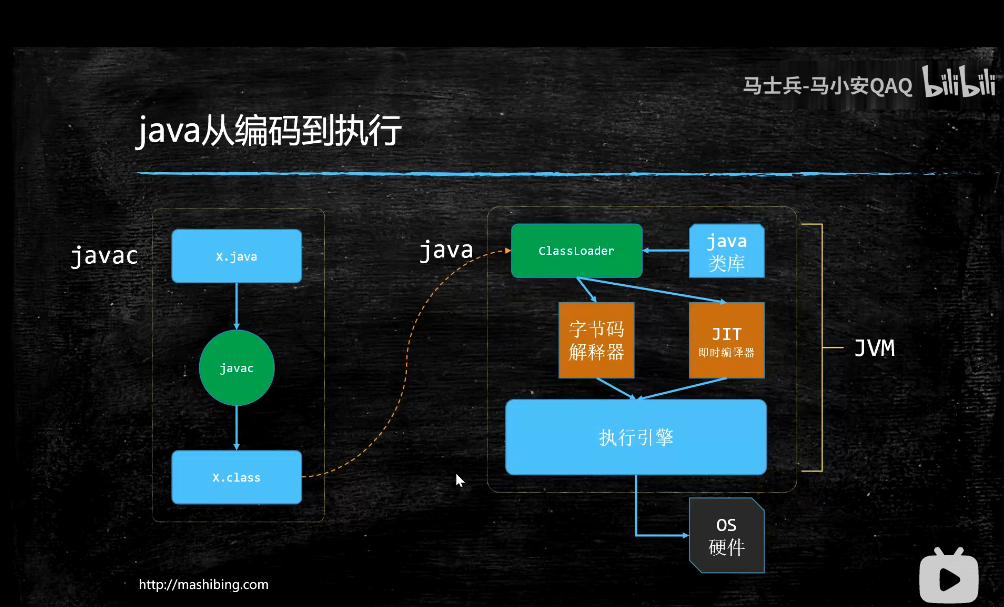 马士兵-马小安QAQ bilibili
java从编码到执行
javac
X.java
javac
X.class
java
ClassLoader
java
类库
字节码
解释器
JIT
即时编译器
执行引擎
JVM
OS
硬件
http://mashibing.com